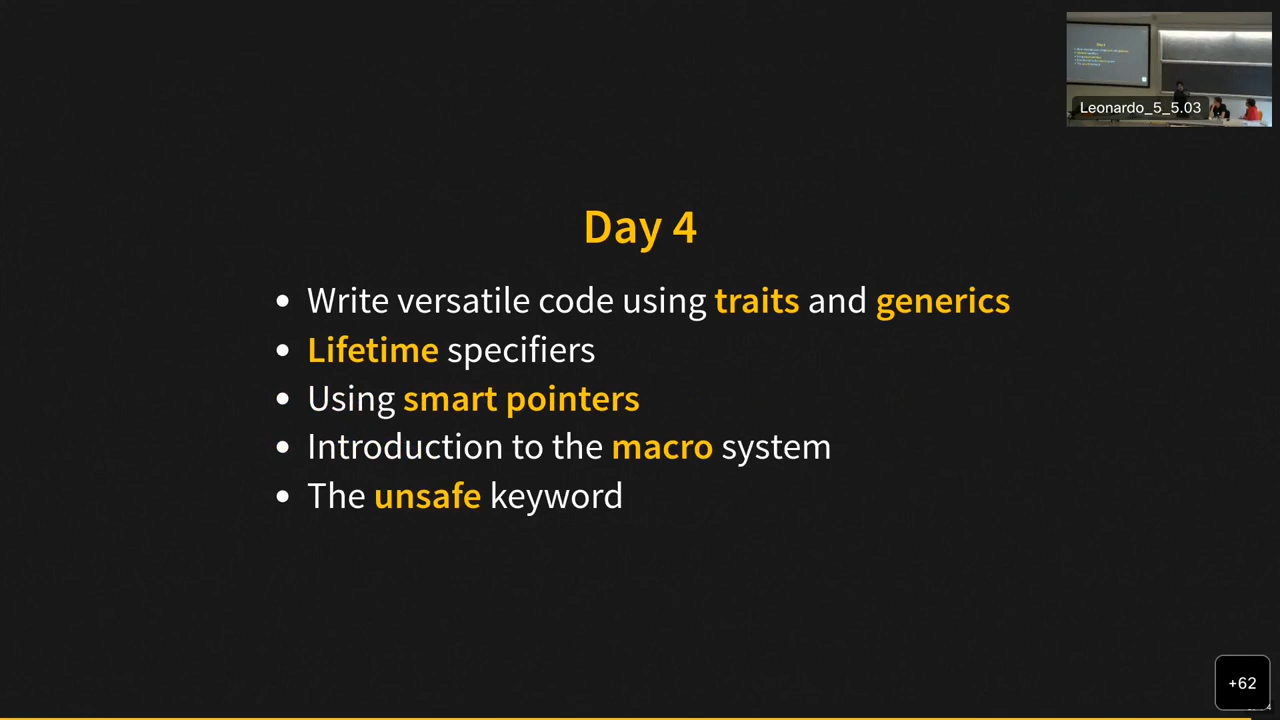 Leonardo_5_5.03
Day 4
Write versatile code using traits and generics
Lifetime specifiers
Using smart pointers
Introduction to the macro system
The unsafe keyword
+62